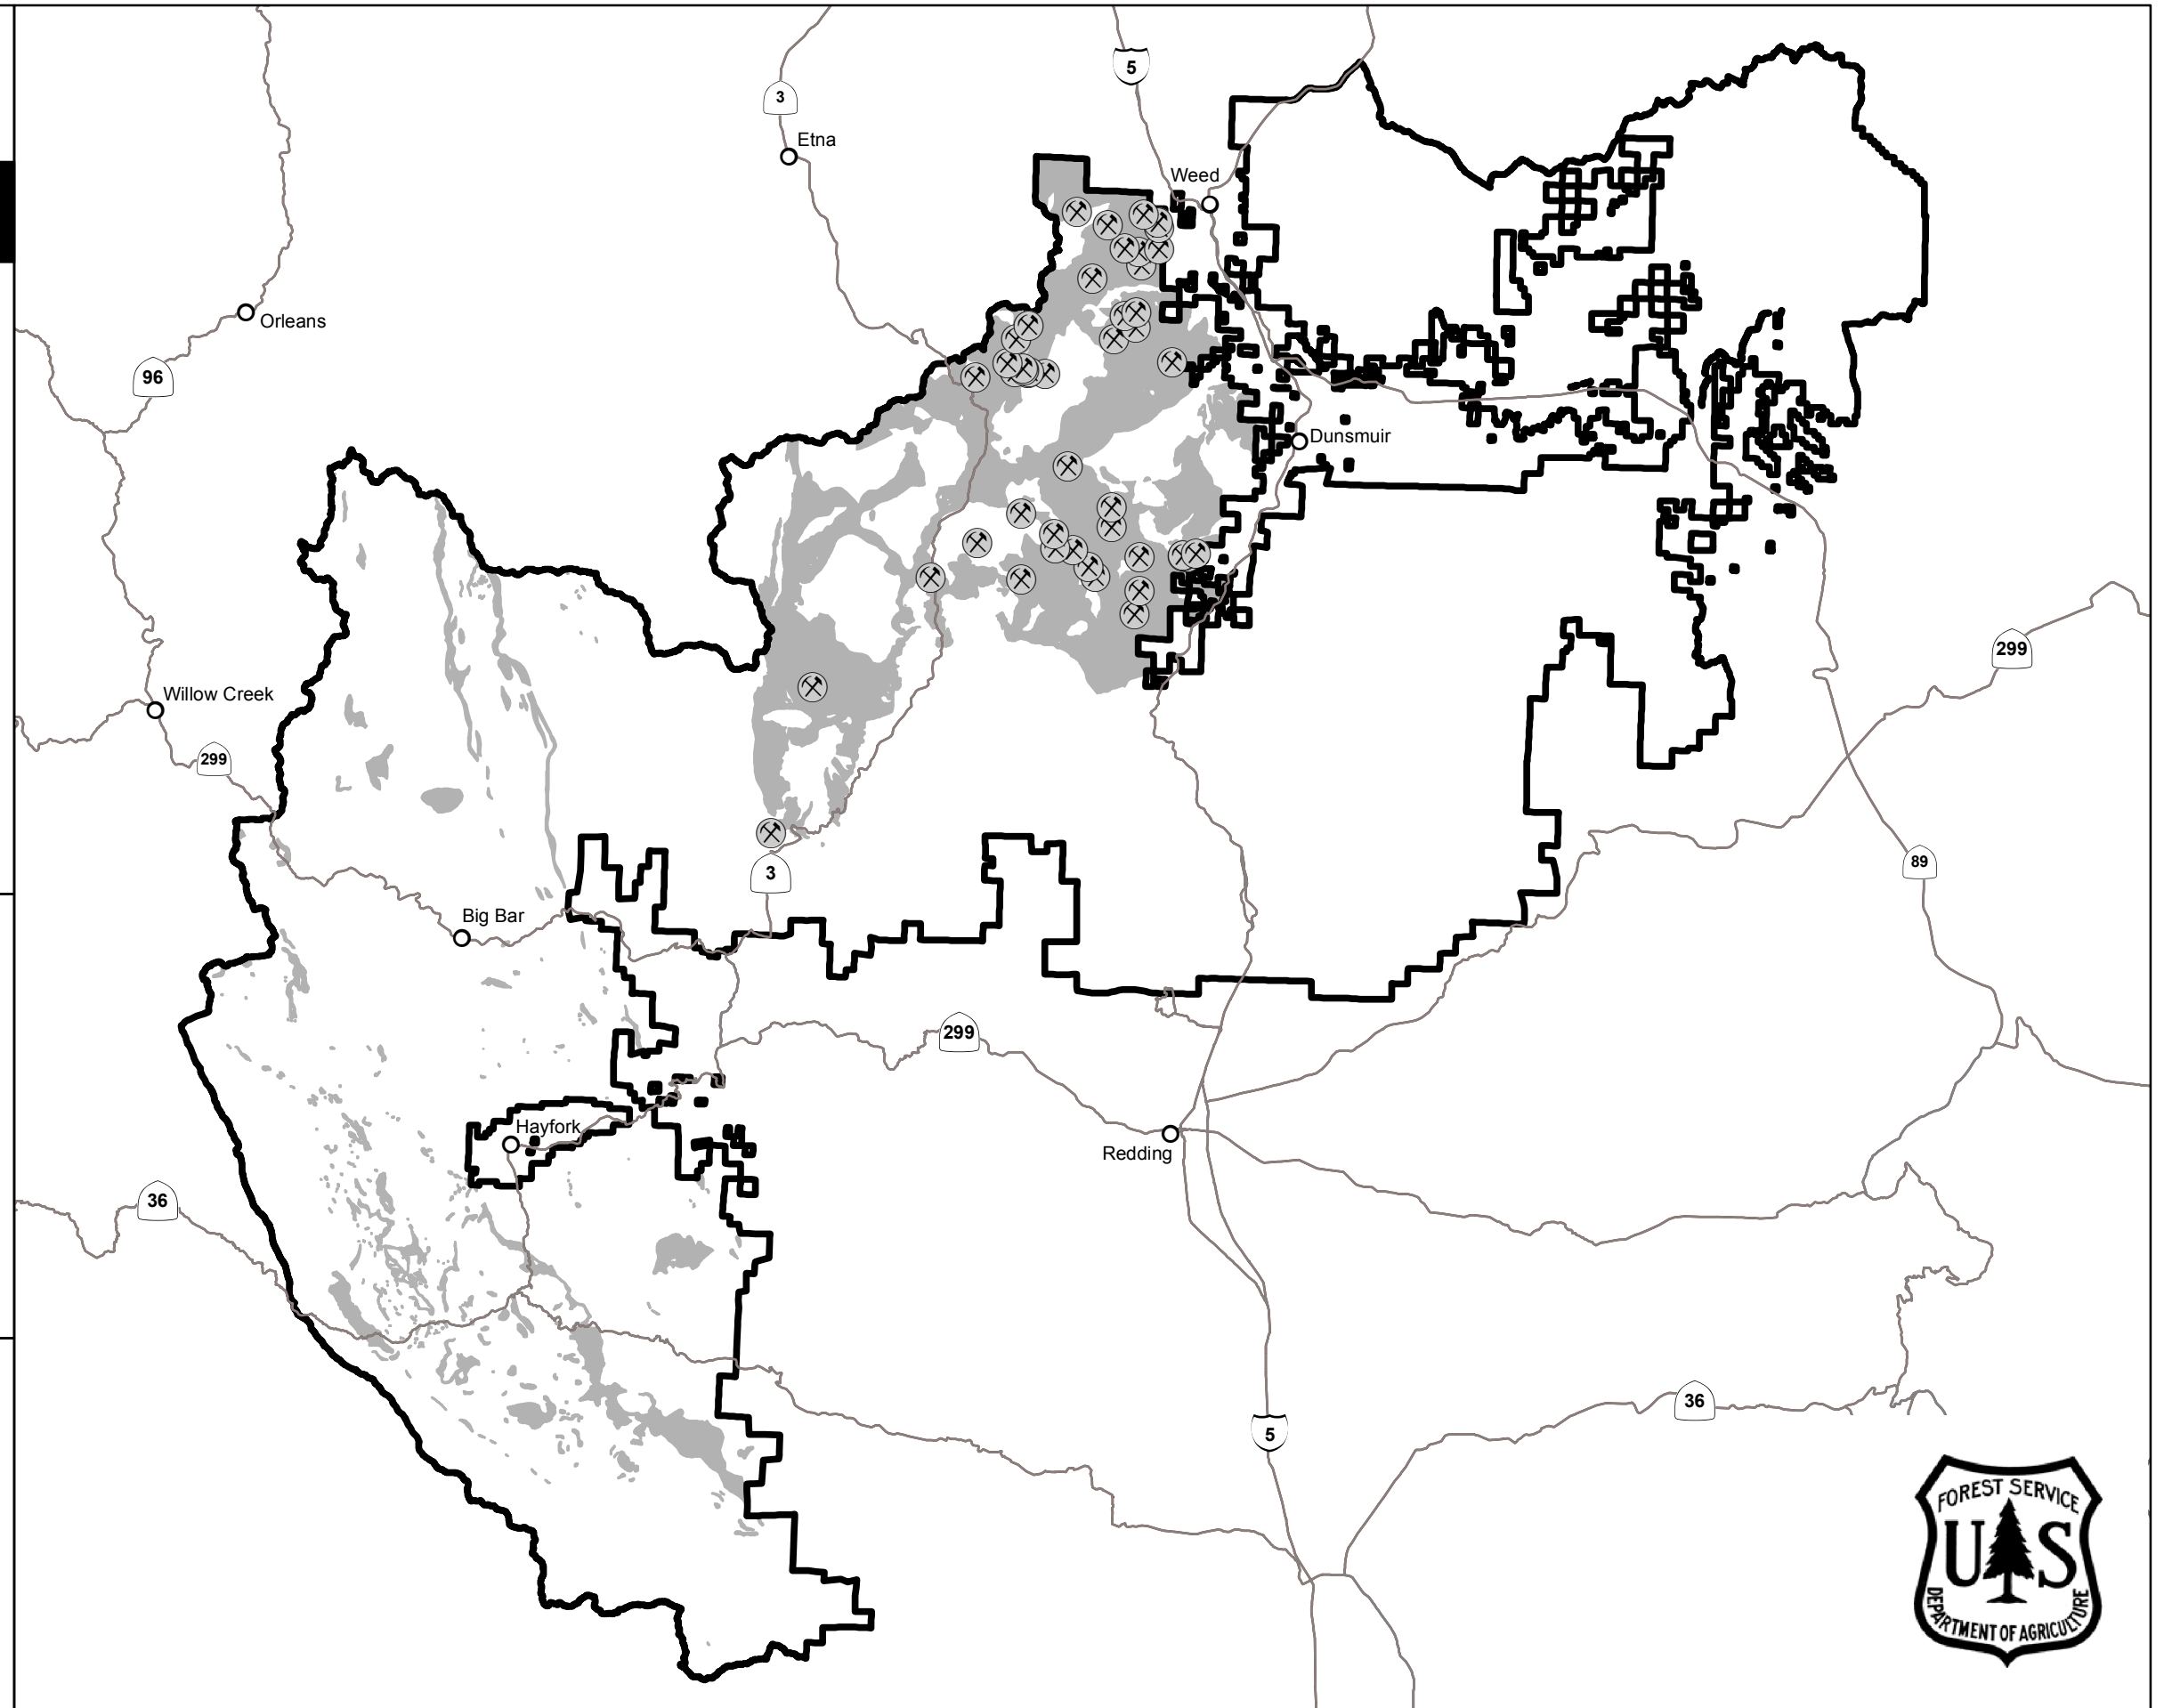 5
3
Etna
Weed
Orleans
96
Dunsmuir
299
Willow Creek
299
89
3
Big Bar
299
Hayfork
Redding
36
36
5
FOREST SERVICE
U S
DEPARTMENT OF AGRICULTURE